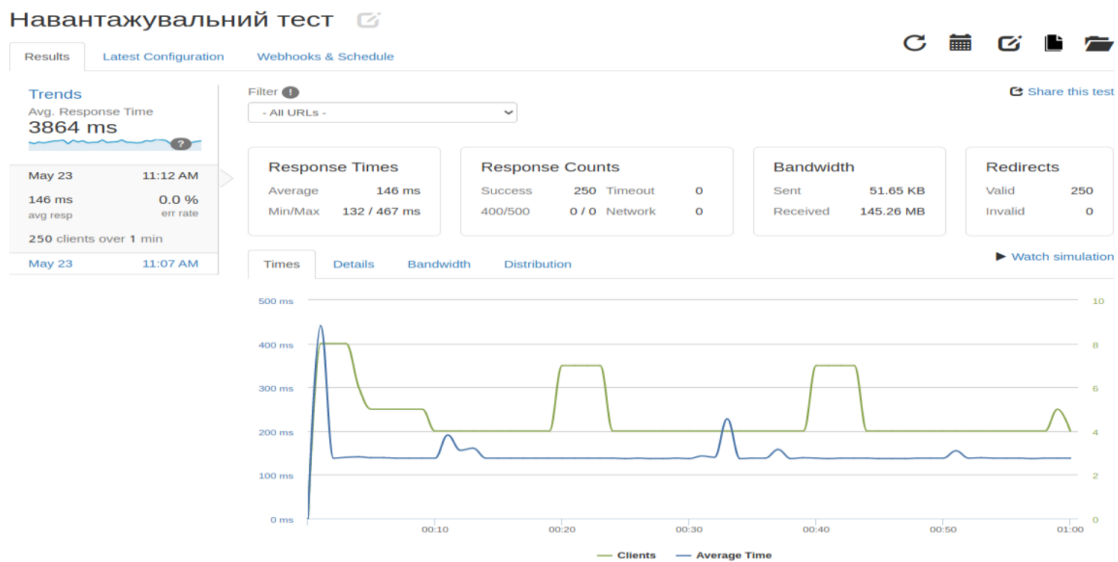 Навантажувальний тест
Results Latest Configuration Webhooks & Schedule
Trends
Avg. Response Time
3864 ms
?
May 23 11:12 AM
146 ms 0.0 %
avg resp err rate
250 clients over 1 min
May 23 11:07 AM
Filter !
- All URLs -
Share this test
Response Times
Average 146 ms
Min/Max 132 / 467 ms
Response Counts
Success 250 Timeout 0
400/500 0 / 0 Network 0
Bandwidth
Sent 51.65 KB
Received 145.26 MB
Redirects
Valid 250
Invalid 0
Times Details Bandwidth Distribution
Watch simulation
500 ms 10
400 ms 8
300 ms 6
200 ms 4
100 ms 2
0 ms 0
00:10 00:20 00:30 00:40 00:50 01:00
Clients Average Time